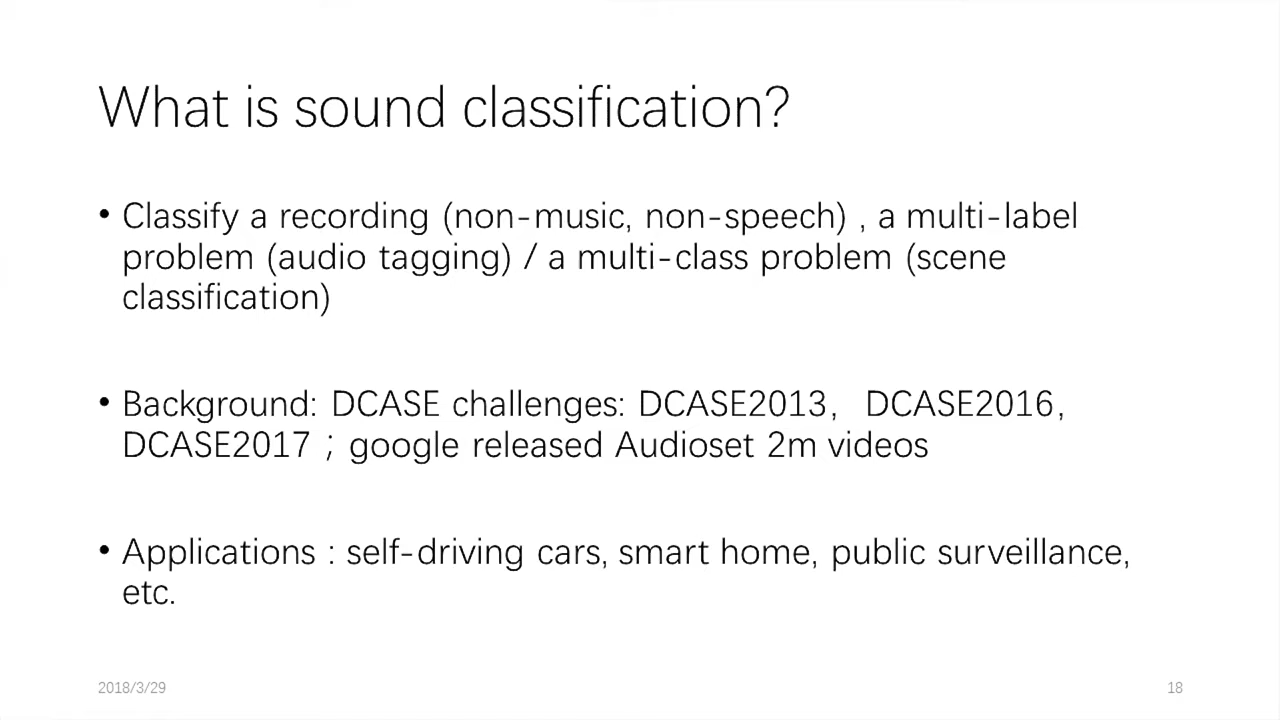 What is sound classification?
• Classify a recording (non-music, non-speech) , a multi-label
problem (audio tagging) / a multi-class problem (scene
classification)
• Background: DCASE challenges: DCASE2013， DCASE2016，
DCASE2017；google released Audioset 2m videos
• Applications : self-driving cars, smart home, public surveillance,
etc.
2018/3/29
18